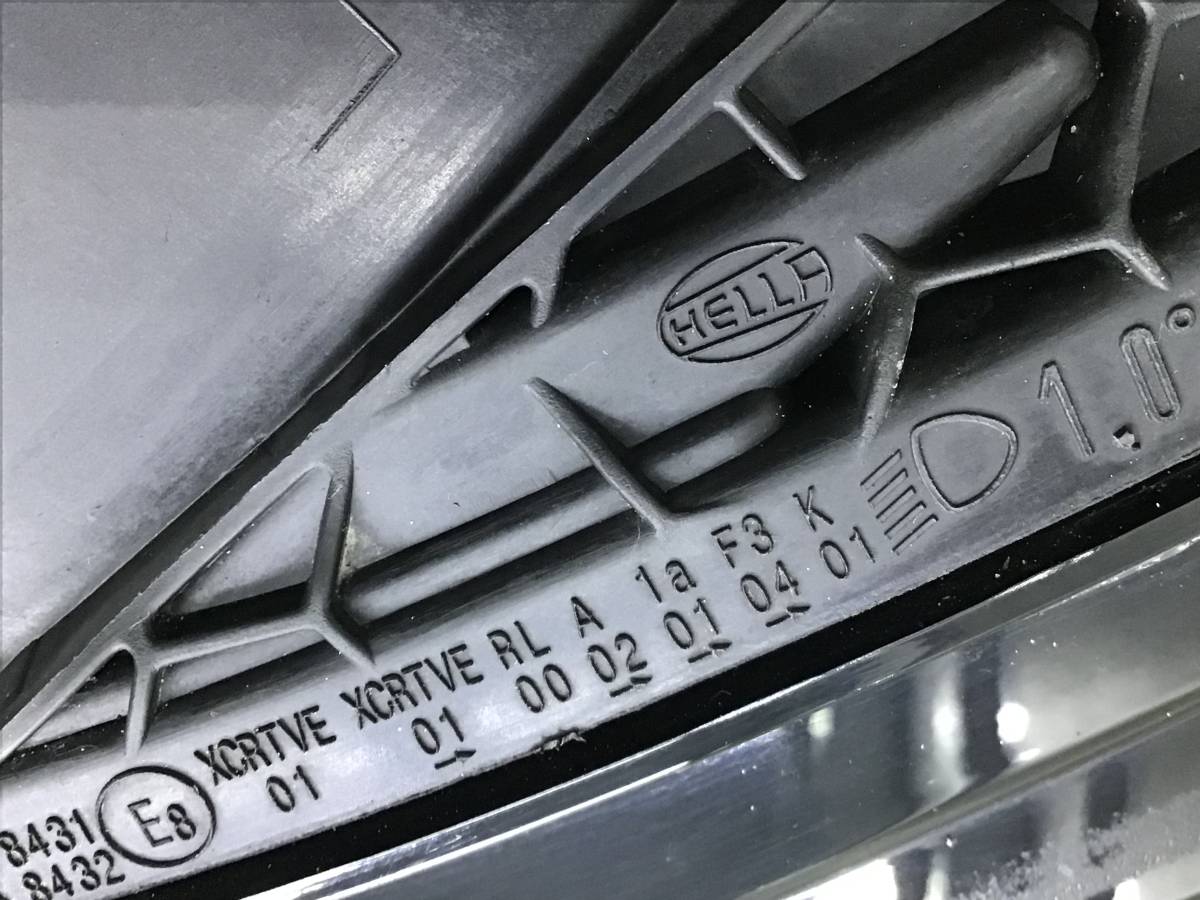 HELLA
1.0°
XCRTVE XCRTVE RL A 1a F3 K
01 01 00 02 01 04 01
8431
E8
8432